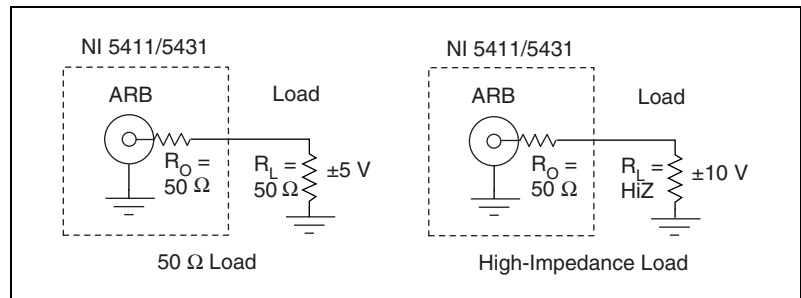 NI 5411/5431
ARB
Load
R_O =
50 Ω
R_L =
50 Ω
±5 V
50 Ω Load
NI 5411/5431
ARB
Load
R_O =
50 Ω
R_L =
HiZ
±10 V
High-Impedance Load